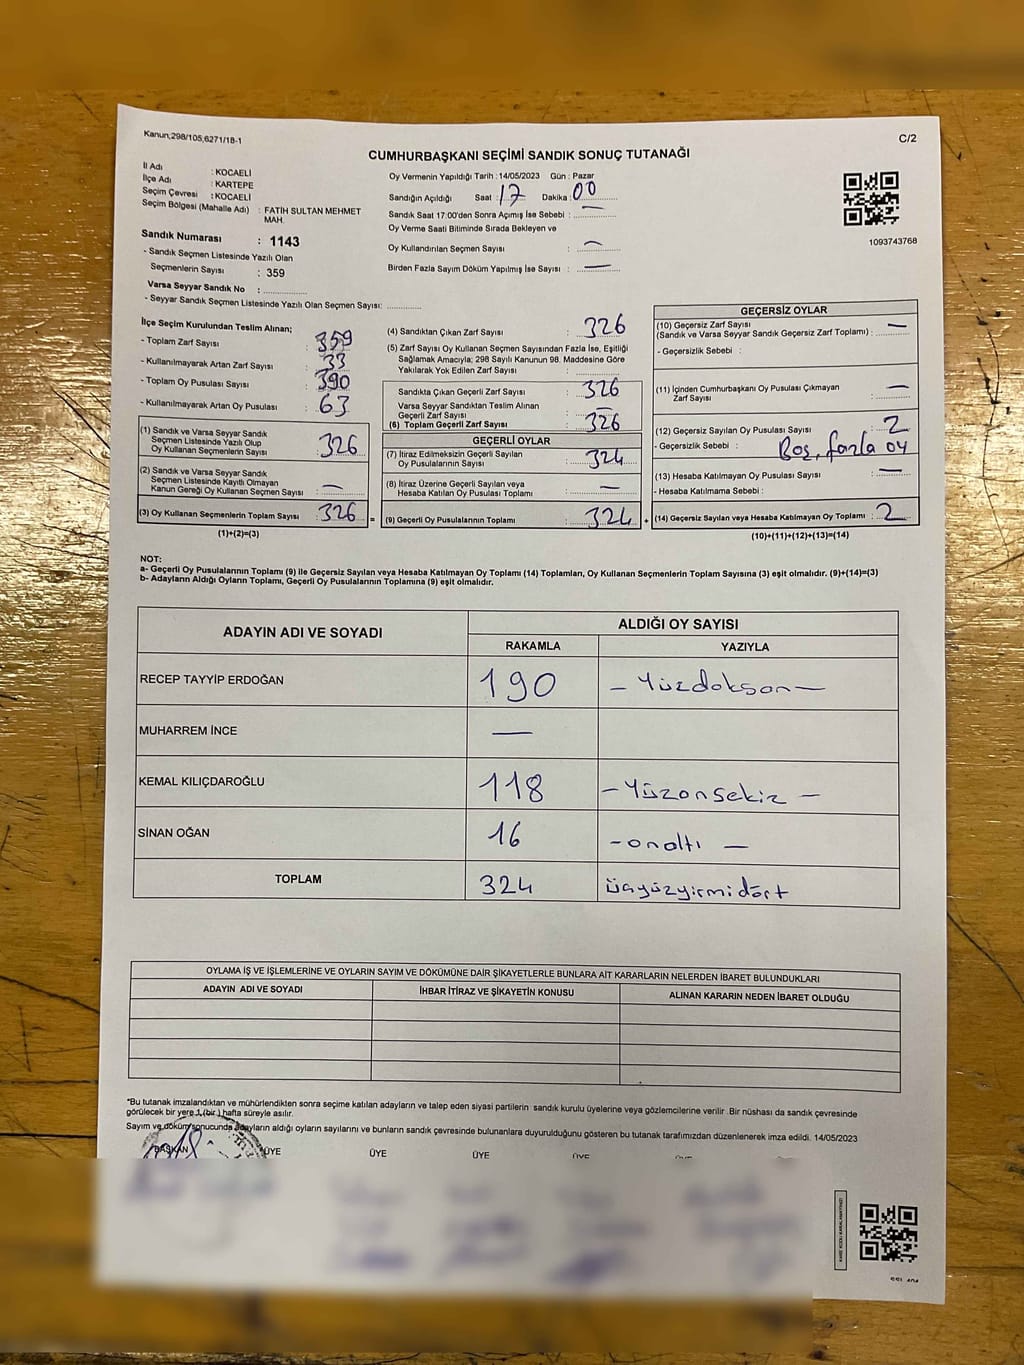 Kanun;298/105,6271/18-1
C/2
CUMHURBAŞKANI SEÇİMİ SANDIK SONUÇ TUTANAĞI
İl Adı : KOCAELİ
İlçe Adı : KARTEPE
Seçim Çevresi : KOCAELİ
Seçim Bölgesi (Mahalle Adı) : FATİH SULTAN MEHMET
MAH.
Sandık Numarası : 1143
- Sandık Seçmen Listesinde Yazılı Olan
Seçmenlerin Sayısı : 359
Varsa Seyyar Sandık No :
- Seyyar Sandık Seçmen Listesinde Yazılı Olan Seçmen Sayısı:
Oy Vermenin Yapıldığı Tarih : 14/05/2023 Gün : Pazar
Sandığın Açıldığı Saat : 17 Dakika : 00
Sandık Saat 17:00'den Sonra Açımış İse Sebebi : —
Oy Verme Saati Bitiminde Sırada Bekleyen ve
Oy Kullandırılan Seçmen Sayısı : —
Birden Fazla Sayım Döküm Yapılmış İse Sayısı : —
1093743768
İlçe Seçim Kurulundan Teslim Alınan;
- Toplam Zarf Sayısı : 359
- Kullanılmayarak Artan Zarf Sayısı : 33
- Toplam Oy Pusulası Sayısı : 390
- Kullanılmayarak Artan Oy Pusulası : 63
(1) Sandık ve Varsa Seyyar Sandık
Seçmen Listesinde Yazılı Olup
Oy Kullanan Seçmenlerin Sayısı : 326
(2) Sandık ve Varsa Seyyar Sandık
Seçmen Listesinde Kayıtlı Olmayan
Kanun Gereği Oy Kullanan Seçmen Sayısı : —
(3) Oy Kullanan Seçmenlerin Toplam Sayısı : 326 =
(1)+(2)=(3)
(4) Sandıktan Çıkan Zarf Sayısı : 326
(5) Zarf Sayısı Oy Kullanan Seçmen Sayısından Fazla İse, Eşitliği
Sağlamak Amacıyla; 298 Sayılı Kanunun 98. Maddesine Göre
Yakılarak Yok Edilen Zarf Sayısı :
Sandıkta Çıkan Geçerli Zarf Sayısı : 326
Varsa Seyyar Sandıktan Teslim Alınan
Geçerli Zarf Sayısı : —
(6) Toplam Geçerli Zarf Sayısı : 326
GEÇERLİ OYLAR
(7) İtiraz Edilmeksizin Geçerli Sayılan
Oy Pusulalarının Sayısı : 324
(8) İtiraz Üzerine Geçerli Sayılan veya
Hesaba Katılan Oy Pusulası Toplamı : —
(9) Geçerli Oy Pusulalarının Toplamı : 324 +
GEÇERSİZ OYLAR
(10) Geçersiz Zarf Sayısı
(Sandık ve Varsa Seyyar Sandık Geçersiz Zarf Toplamı) : —
- Geçersizlik Sebebi :
(11) İçinden Cumhurbaşkanı Oy Pusulası Çıkmayan
Zarf Sayısı : —
(12) Geçersiz Sayılan Oy Pusulası Sayısı : 2
- Geçersizlik Sebebi : Boş, fazla oy
(13) Hesaba Katılmayan Oy Pusulası Sayısı : —
- Hesaba Katılmama Sebebi :
(14) Geçersiz Sayılan veya Hesaba Katılmayan Oy Toplamı : 2
(10)+(11)+(12)+(13)=(14)
NOT:
a- Geçerli Oy Pusulalarının Toplamı (9) ile Geçersiz Sayılan veya Hesaba Katılmayan Oy Toplamı (14) Toplamları, Oy Kullanan Seçmenlerin Toplam Sayısına (3) eşit olmalıdır. (9)+(14)=(3)
b- Adayların Aldığı Oyların Toplamı, Geçerli Oy Pusulalarının Toplamına (9) eşit olmalıdır.
ADAYIN ADI VE SOYADI
ALDIĞI OY SAYISI
RAKAMLA YAZIYLA
RECEP TAYYİP ERDOĞAN 190 – Yüzdoksan —
MUHARREM İNCE —
KEMAL KILIÇDAROĞLU 118 – Yüzonsekiz –
SİNAN OĞAN 16 – onaltı —
TOPLAM 324 üçyüzyirmidört
OYLAMA İŞ VE İŞLEMLERİNE VE OYLARIN SAYIM VE DÖKÜMÜNE DAİR ŞİKAYETLERLE BUNLARA AİT KARARLARIN NELERDEN İBARET BULUNDUKLARI
ADAYIN ADI VE SOYADI İHBAR İTİRAZ VE ŞİKAYETİN KONUSU ALINAN KARARIN NEDEN İBARET OLDUĞU
*Bu tutanak imzalandıktan ve mühürlendikten sonra seçime katılan adayların ve talep eden siyasi partilerin sandık kurulu üyelerine veya gözlemcilerine verilir. Bir nüshası da sandık çevresinde
görülecek bir yere 1 (bir) hafta süreyle asılır.
Sayım ve döküm sonucunda adayların aldığı oyların sayılarını ve bunların sandık çevresinde bulunanlara duyurulduğunu gösteren bu tutanak tarafımızdan düzenlenerek imza edildi. 14/05/2023
BAŞKAN ÜYE ÜYE ÜYE ÜYE